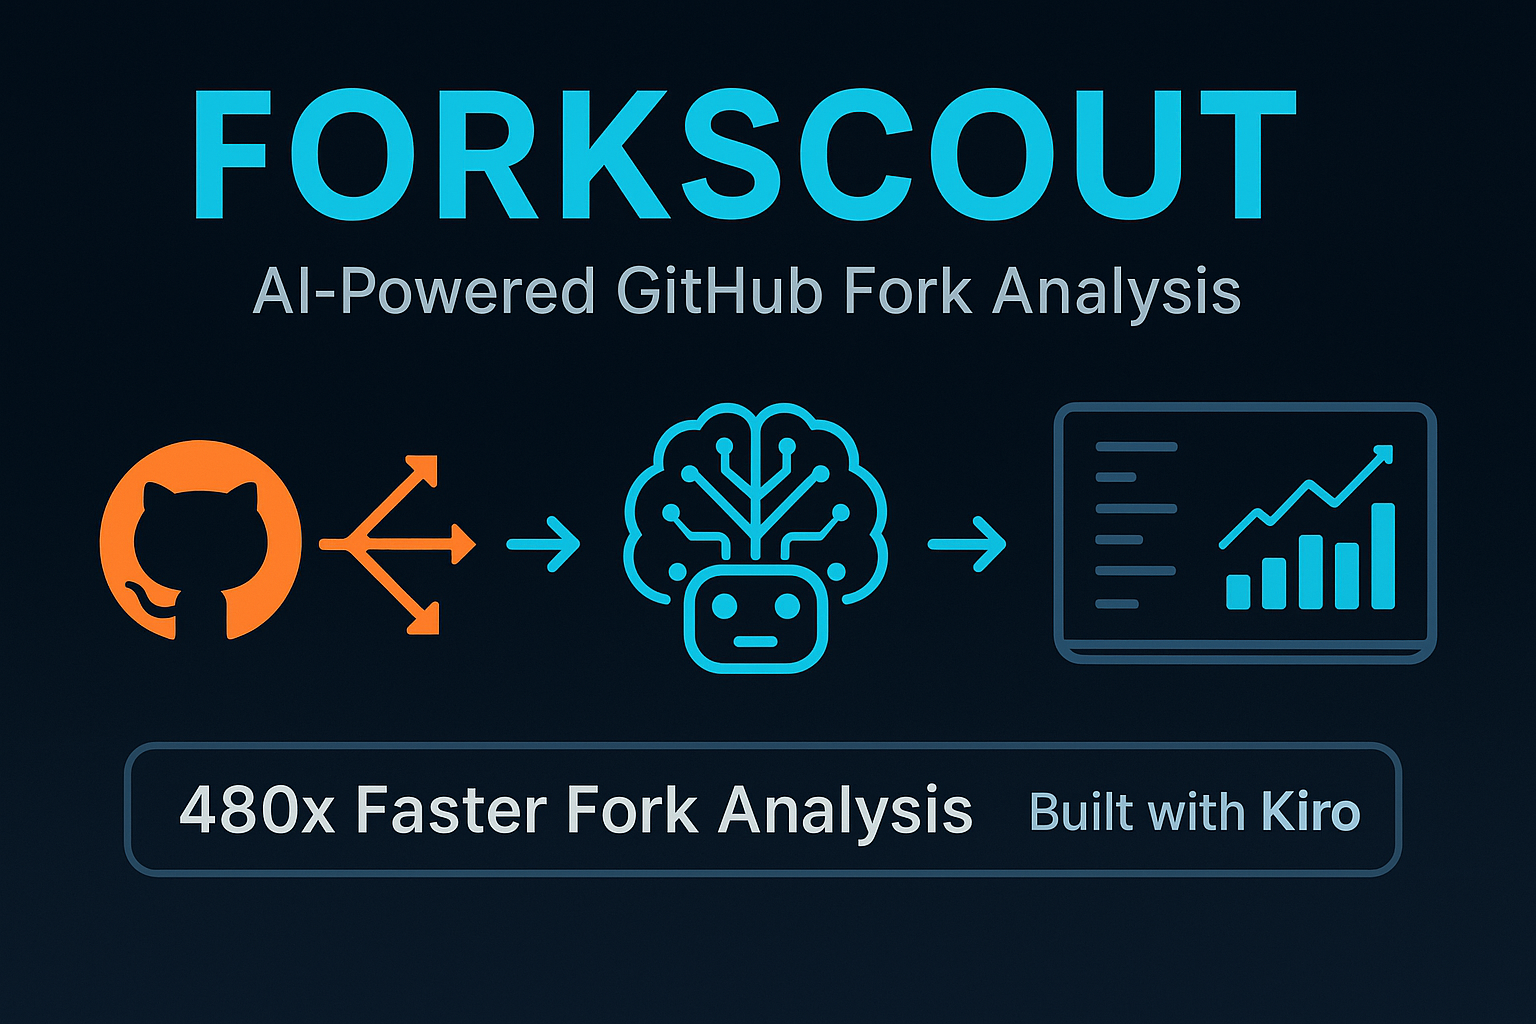 FORKSCOUT
AI-Powered GitHub Fork Analysis
480x Faster Fork Analysis Built with Kiro